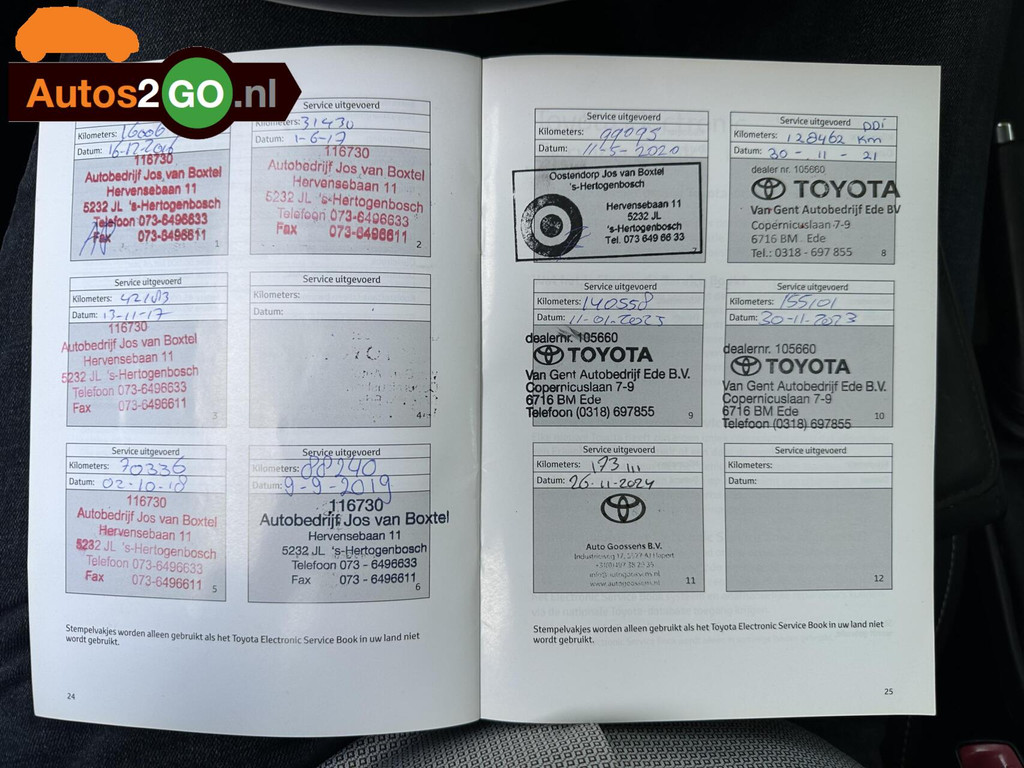 Autos2GO.nl
Kilometers: 16006
Datum: 16-12-2016
116730
Autobedrijf Jos van Boxtel
Hervensebaan 11
5232 JL 's-Hertogenbosch
Telefoon 073-6496633
Fax 073-6496611
1
Service uitgevoerd
31430
Datum: 1-6-17
116730
Autobedrijf Jos van Boxtel
Hervensebaan 11
5232 JL 's-Hertogenbosch
Telefoon 073-6496633
Fax 073-6496611
2
Service uitgevoerd
Kilometers: 42183
Datum: 13-11-17
116730
Autobedrijf Jos van Boxtel
Hervensebaan 11
5232 JL 's-Hertogenbosch
Telefoon 073-6496633
Fax 073-6496611
3
Service uitgevoerd
Kilometers:
Datum:
4
Service uitgevoerd
Kilometers: 70336
Datum: 02-10-18
116730
Autobedrijf Jos van Boxtel
Hervensebaan 11
5232 JL 's-Hertogenbosch
Telefoon 073-6496633
Fax 073-6496611
5
Service uitgevoerd
Kilometers: 88240
Datum: 9-9-2019
116730
Autobedrijf Jos van Boxtel
Hervensebaan 11
5232 JL 's-Hertogenbosch
Telefoon 073 - 6496633
Fax 073 - 6496611
6
Stempelvakjes worden alleen gebruikt als het Toyota Electronic Service Book in uw land niet
wordt gebruikt.
24
Service uitgevoerd
Kilometers: 99095
Datum: 11-5-2020
Oostendorp Jos van Boxtel
's-Hertogenbosch
Hervensebaan 11
5232 JL
's-Hertogenbosch
Tel. 073 649 66 33
7
Service uitgevoerd
Kilometers: 128462 km
Datum: 30-11-21
dealer nr. 105660
TOYOTA
Van Gent Autobedrijf Ede BV
Copernicuslaan 7-9
6716 BM Ede
Tel.: 0318 - 697 855
8
Service uitgevoerd
Kilometers: 140558
Datum: 11-01-2023
dealernr. 105660
TOYOTA
Van Gent Autobedrijf Ede B.V.
Copernicuslaan 7-9
6716 BM Ede
Telefoon (0318) 697855
9
Service uitgevoerd
Kilometers: 155101
Datum: 30-11-2023
dealernr. 105660
TOYOTA
Van Gent Autobedrijf Ede B.V.
Copernicuslaan 7-9
6716 BM Ede
Telefoon (0318) 697855
10
Service uitgevoerd
Kilometers: 173 111
Datum: 26-11-2024
Auto Goossens B.V.
11
Service uitgevoerd
Kilometers:
Datum:
12
Stempelvakjes worden alleen gebruikt als het Toyota Electronic Service Book in uw land niet
wordt gebruikt.
25